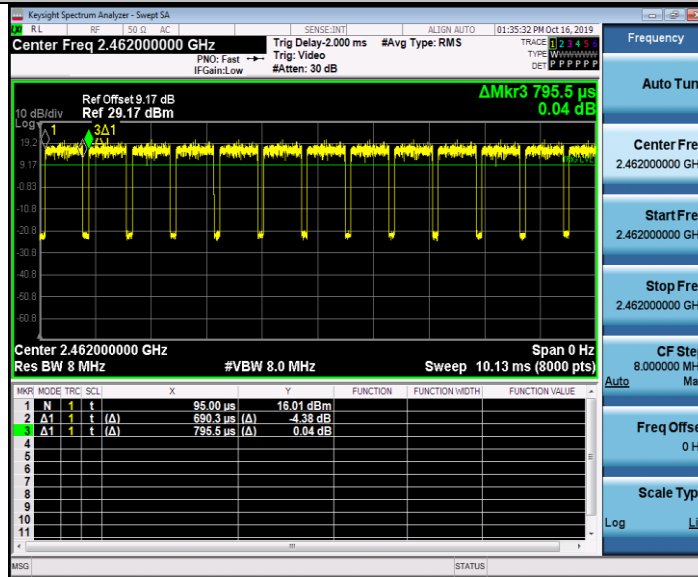 Keysight Spectrum Analyzer - Swept SA
RL RF 50 Ω AC SENSE:INT ALIGN AUTO 01:35:32 PM Oct 16, 2019
Center Freq 2.462000000 GHz
PNO: Fast
IFGain:Low
Trig Delay-2.000 ms
Trig: Video
#Atten: 30 dB
#Avg Type: RMS
TRACE 1 2 3 4 5 6
TYPE W
DET P P P P P P
Frequency
Auto Tun
Center Fre
2.462000000 GH
Start Fre
2.462000000 GH
Stop Fre
2.462000000 GH
CF Ste
8.000000 MH
Auto Ma
Freq Offse
0 H
Scale Typ
Log Li
ΔMkr3 795.5 µs
0.04 dB
Ref Offset 9.17 dB
10 dB/div Ref 29.17 dBm
Log
1 3Δ1
19.2
9.17
-0.83
-10.8
-20.8
-30.8
-40.8
-50.8
-60.8
Center 2.462000000 GHz Span 0 Hz
Res BW 8 MHz #VBW 8.0 MHz Sweep 10.13 ms (8000 pts)
MKR MODE TRC SCL X Y FUNCTION FUNCTION WIDTH FUNCTION VALUE
1 N 1 t 95.00 µs 16.01 dBm
2 Δ1 1 t (Δ) 690.3 µs (Δ) -4.38 dB
3 Δ1 1 t (Δ) 795.5 µs (Δ) 0.04 dB
4
5
6
7
8
9
10
11
MSG STATUS